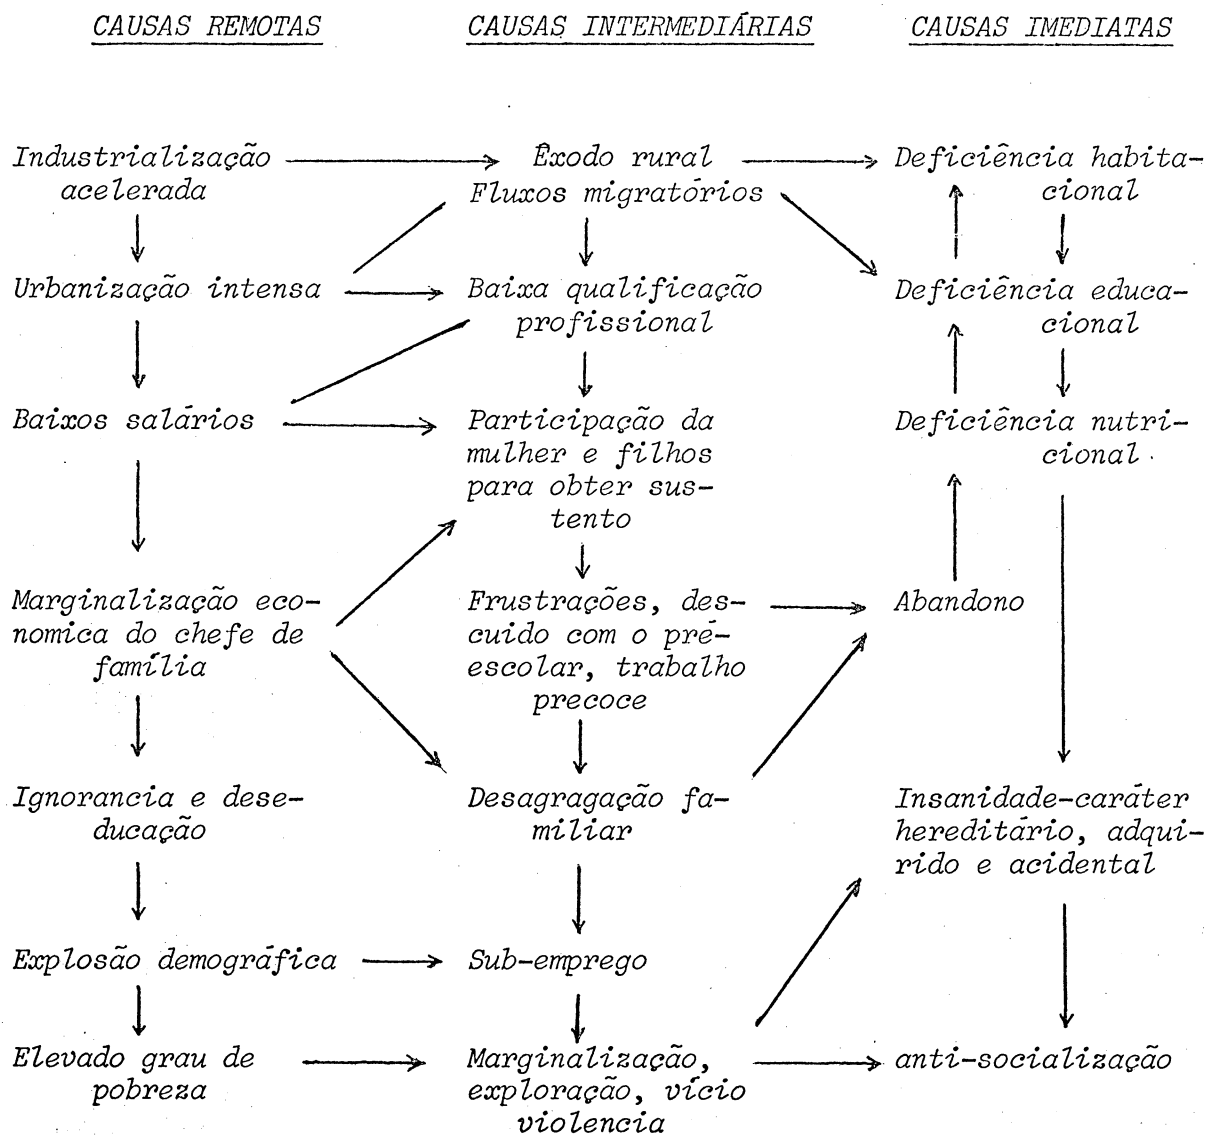 CAUSAS REMOTAS
CAUSAS INTERMEDIÁRIAS
CAUSAS IMEDIATAS
Industrialização
acelerada
Urbanização intensa
Baixos salários
Marginalização eco-
nomica do chefe de
família
Ignorancia e dese-
ducação
Explosão demográfica
Elevado grau de
pobreza
Êxodo rural
Fluxos migratórios
Baixa qualificação
profissional
Participação da
mulher e filhos
para obter sus-
tento
Frustrações, des-
cuido com o pré-
escolar, trabalho
precoce
Desagragação fa-
miliar
Sub-emprego
Marginalização,
exploração, vício
violencia
Deficiência habita-
cional
Deficiência educa-
cional
Deficiência nutri-
cional
Abandono
Insanidade-caráter
hereditário, adqui-
rido e acidental
anti-socialização